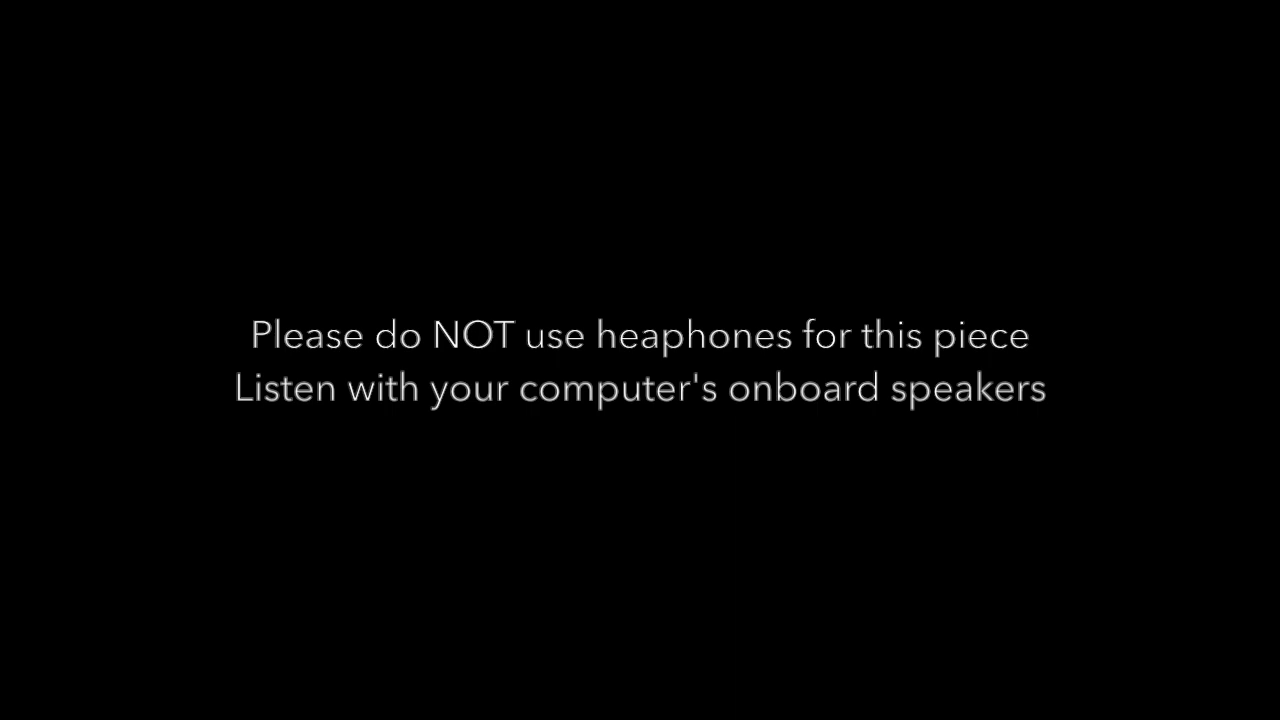 Please do NOT use heaphones for this piece
Listen with your computer's onboard speakers